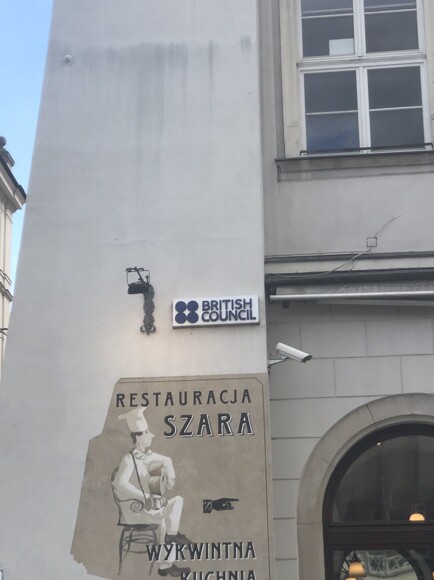 BRITISH
COUNCIL
RESTAURACJA
SZARA
WYKWINTNA
KUCHNIA